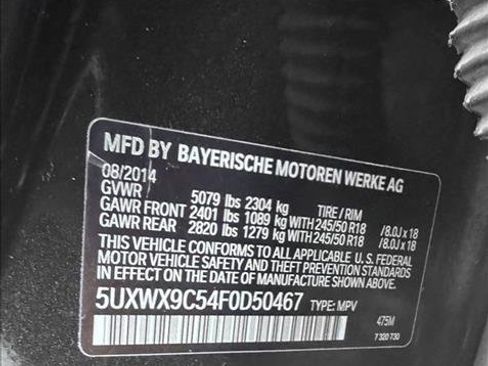 MFD BY BAYERISCHE MOTOREN WERKE AG
08/2014
GVWR 5079 lbs 2304 kg TIRE / RIM
GAWR FRONT 2401 lbs 1089 kg WITH 245/50 R18 /8.0J x 18
GAWR REAR 2820 lbs 1279 kg WITH 245/50 R18 /8.0J x 18
THIS VEHICLE CONFORMS TO ALL APPLICABLE U.S. FEDERAL
MOTOR VEHICLE SAFETY AND THEFT PREVENTION STANDARDS
IN EFFECT ON THE DATE OF MANUFACTURE SHOWN ABOVE.
5UXWX9C54F0D50467 TYPE: MPV
475M
7 320 730